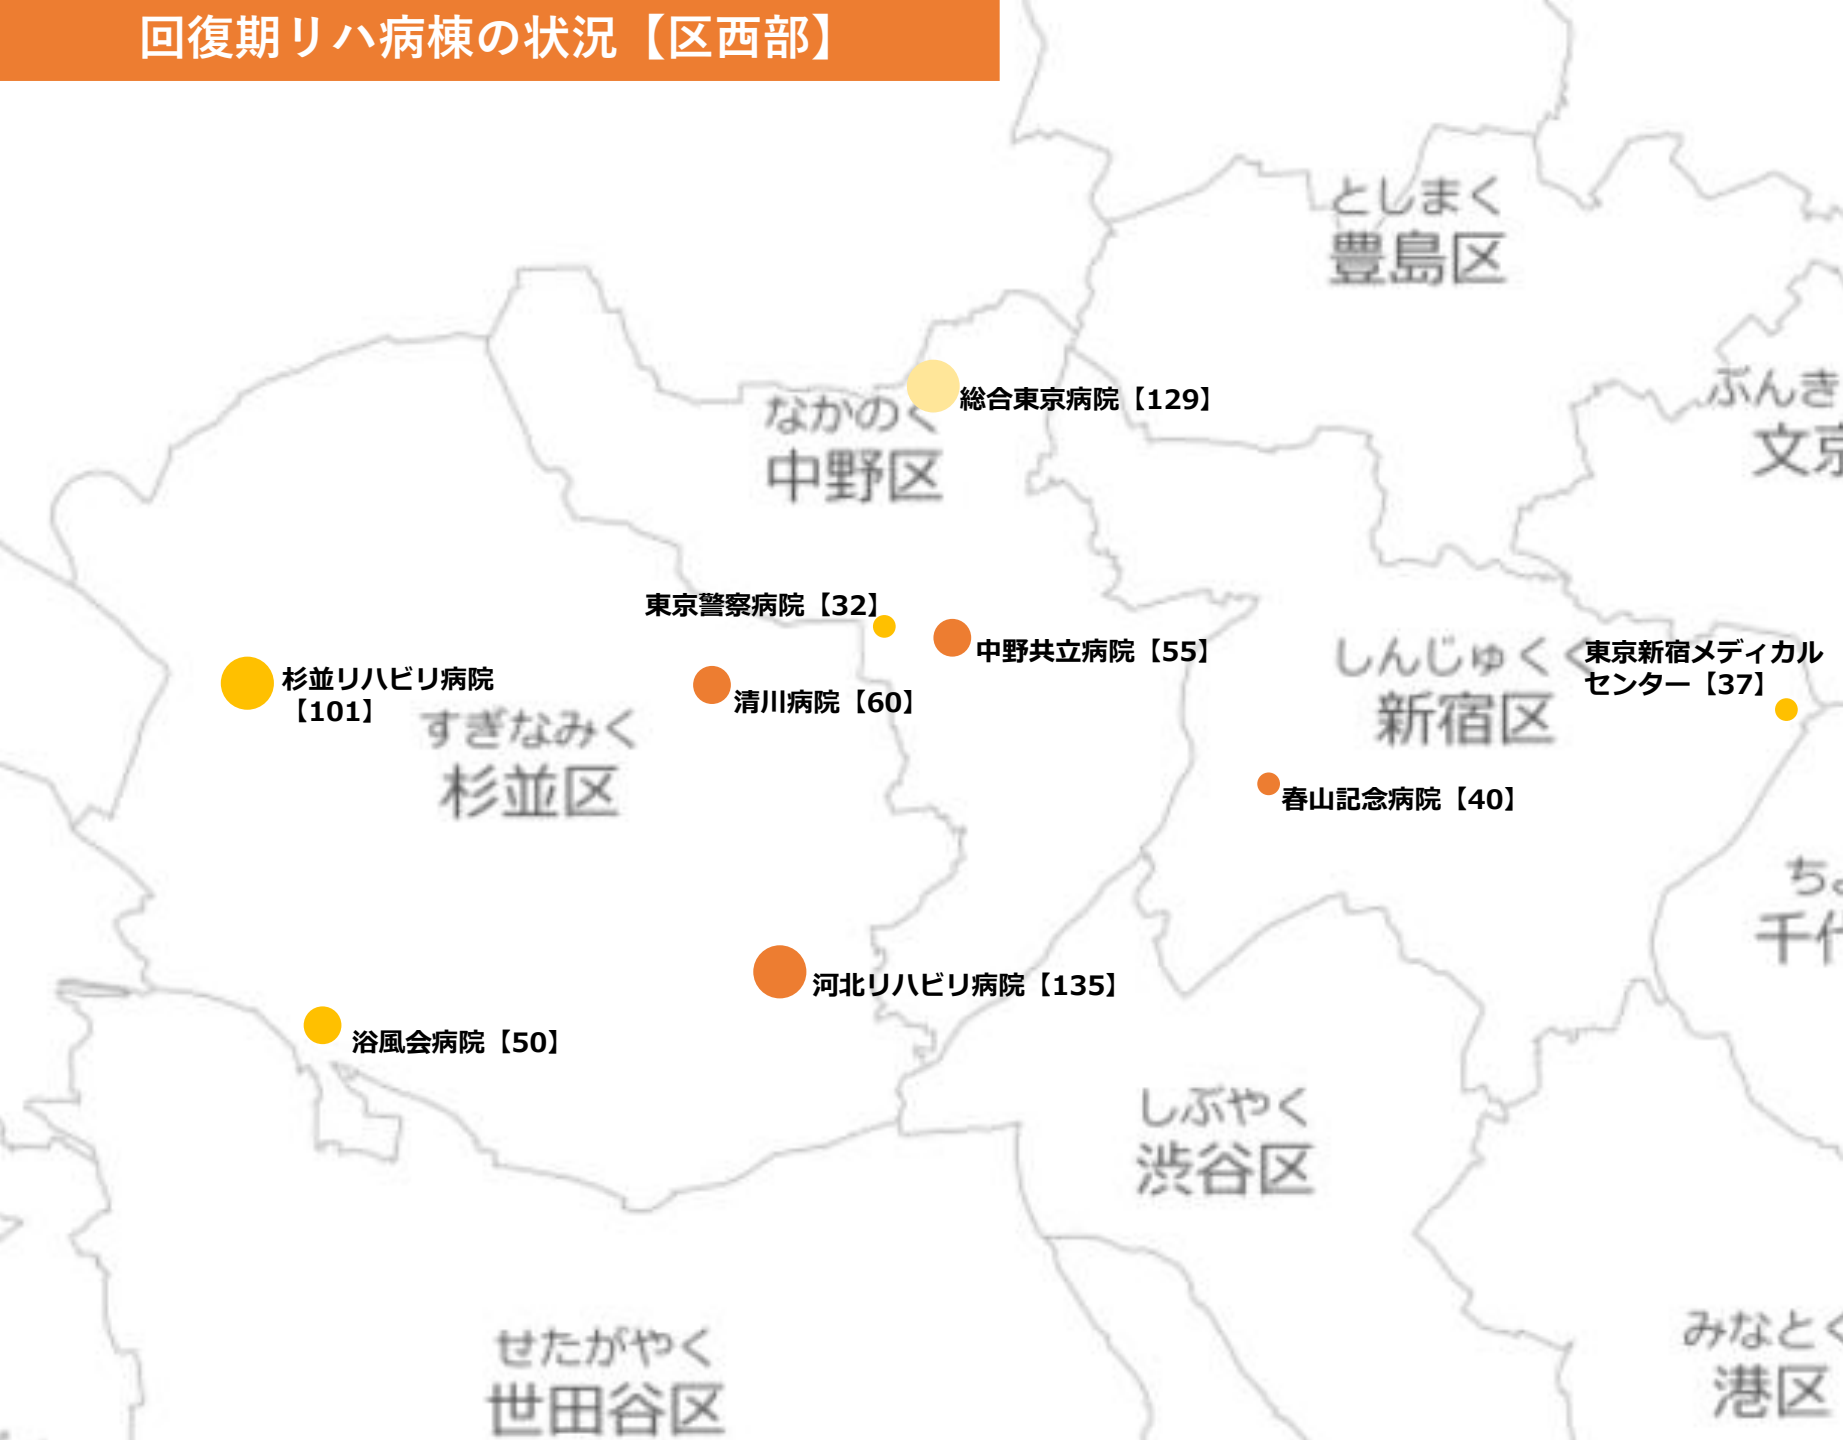 回復期リハ病棟の状況【区西部】
としまく
豊島区
ぶんき
文京
総合東京病院【129】
なかのく
中野区
東京警察病院【32】
中野共立病院【55】
しんじゅくく
新宿区
東京新宿メディカル
センター【37】
杉並リハビリ病院
【101】
清川病院【60】
すぎなみく
杉並区
春山記念病院【40】
ちよ
千代
河北リハビリ病院【135】
浴風会病院【50】
しぶやく
渋谷区
せたがやく
世田谷区
みなとく
港区